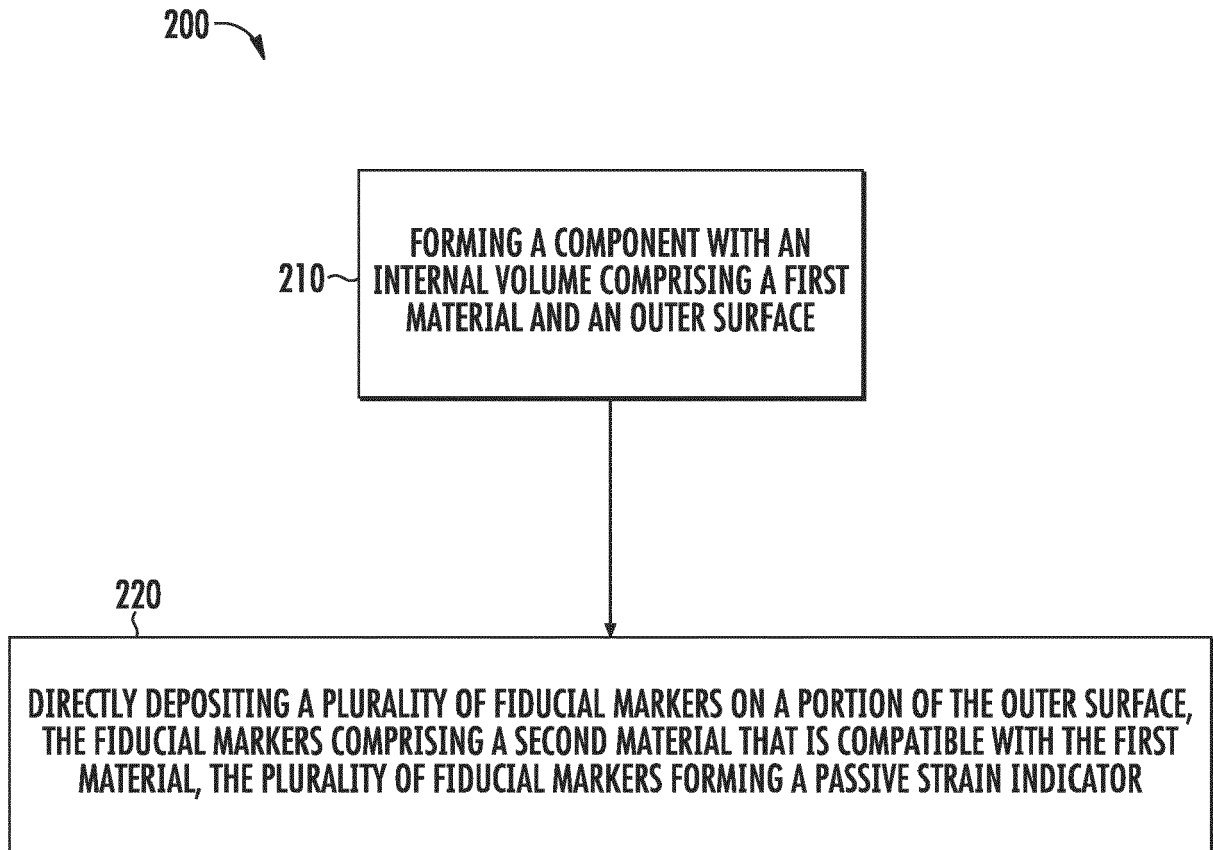 200
FORMING A COMPONENT WITH AN
210
INTERNAL VOLUME COMPRISING A FIRST
MATERIAL AND AN OUTER SURFACE
220
DIRECTLY DEPOSITING A PLURALITY OF FIDUCIAL MARKERS ON A PORTION OF THE OUTER SURFACE,
THE FIDUCIAL MARKERS COMPRISING A SECOND MATERIAL THAT IS COMPATIBLE WITH THE FIRST
MATERIAL, THE PLURALITY OF FIDUCIAL MARKERS FORMING A PASSIVE STRAIN INDICATOR